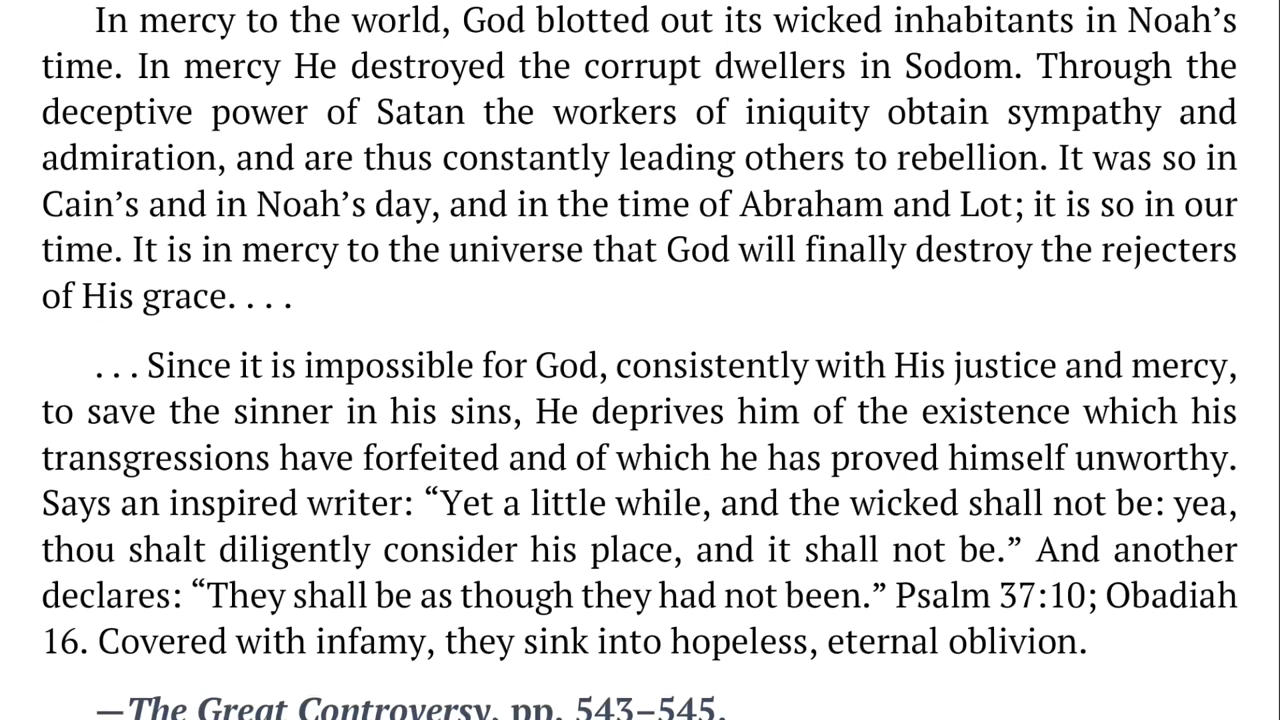 In mercy to the world, God blotted out its wicked inhabitants in Noah’s
time. In mercy He destroyed the corrupt dwellers in Sodom. Through the
deceptive power of Satan the workers of iniquity obtain sympathy and
admiration, and are thus constantly leading others to rebellion. It was so in
Cain’s and in Noah’s day, and in the time of Abraham and Lot; it is so in our
time. It is in mercy to the universe that God will finally destroy the rejecters
of His grace. . . .
. . . Since it is impossible for God, consistently with His justice and mercy,
to save the sinner in his sins, He deprives him of the existence which his
transgressions have forfeited and of which he has proved himself unworthy.
Says an inspired writer: “Yet a little while, and the wicked shall not be: yea,
thou shalt diligently consider his place, and it shall not be.” And another
declares: “They shall be as though they had not been.” Psalm 37:10; Obadiah
16. Covered with infamy, they sink into hopeless, eternal oblivion.
—The Great Controversy, pp. 543–545.